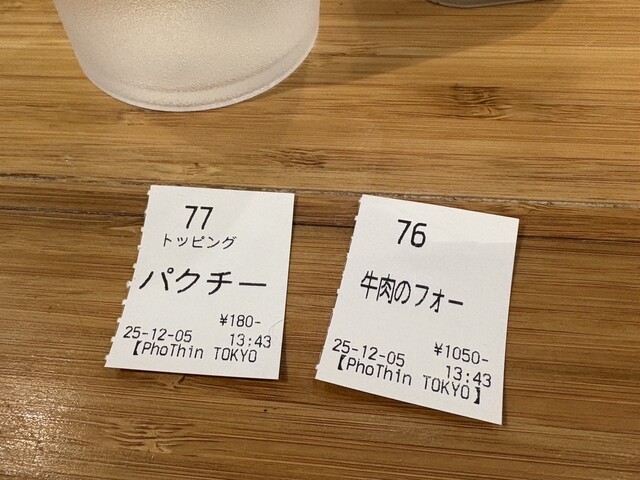 77
トッピング
パクチー
¥180-
25-12-05 13:43
【PhoThin TOKYO
76
牛肉のフォー
¥1050-
25-12-05 13:43
【PhoThin TOKYO】